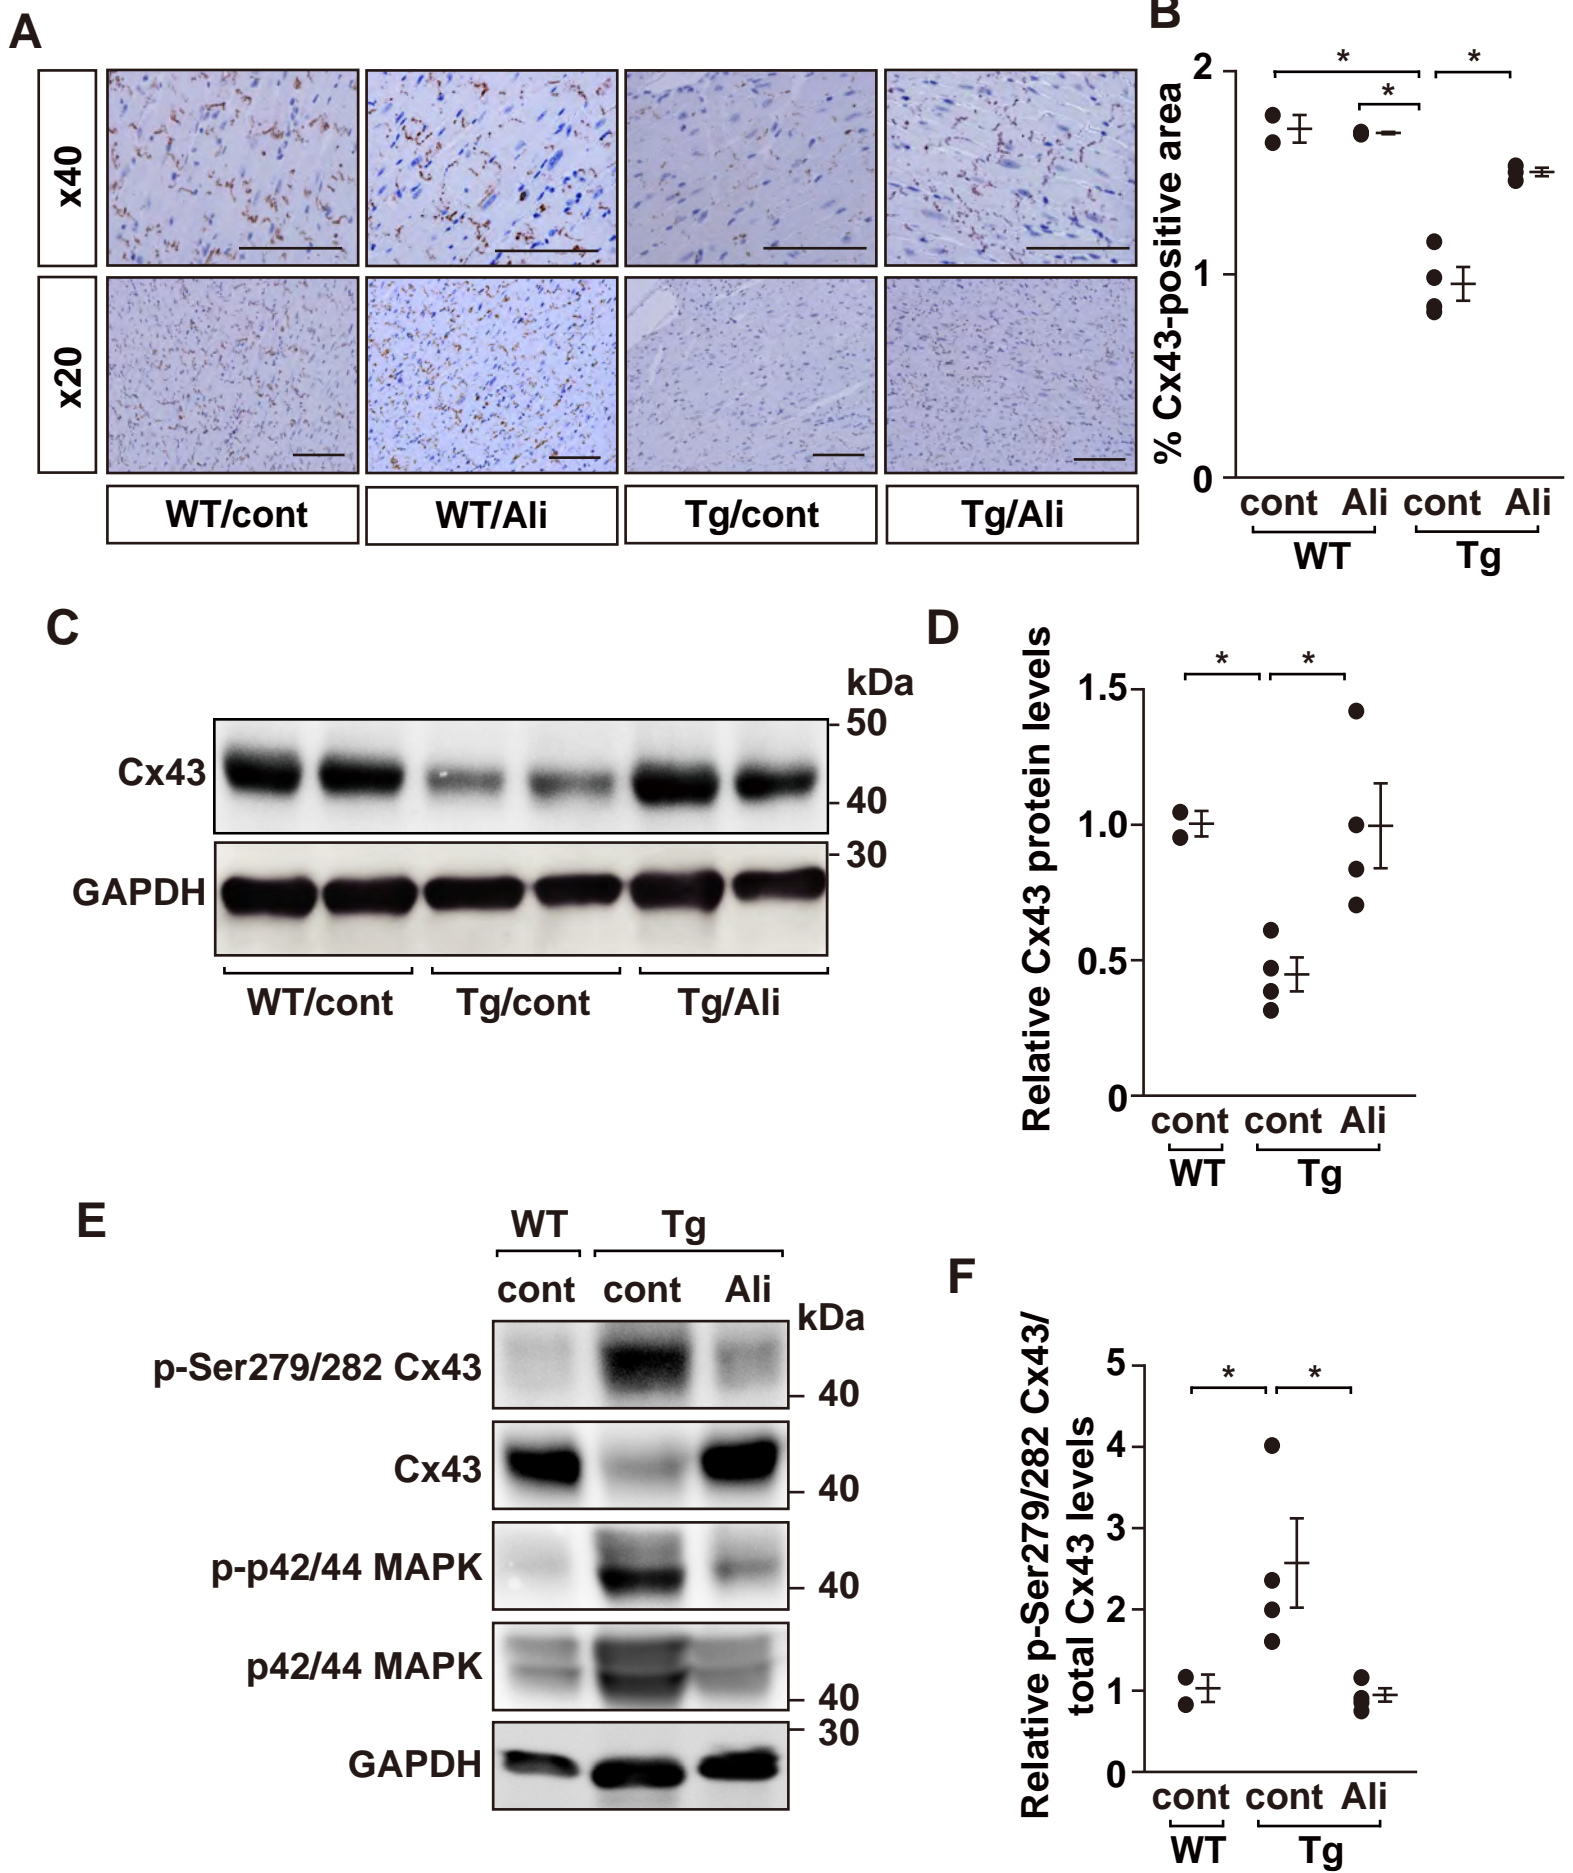 A
x40
x20
WT/cont
WT/Ali
Tg/cont
Tg/Ali
B
% Cx43-positive area
2
1
0
*
*
*
cont Ali cont Ali
WT Tg
C
kDa
50
Cx43
40
30
GAPDH
WT/cont Tg/cont Tg/Ali
D
Relative Cx43 protein levels
1.5
1.0
0.5
0
* *
cont cont Ali
WT Tg
E
WT Tg
cont cont Ali
kDa
p-Ser279/282 Cx43
40
Cx43
40
p-p42/44 MAPK
40
p42/44 MAPK
40
30
GAPDH
F
Relative p-Ser279/282 Cx43/
total Cx43 levels
5
4
3
2
1
0
* *
cont cont Ali
WT Tg